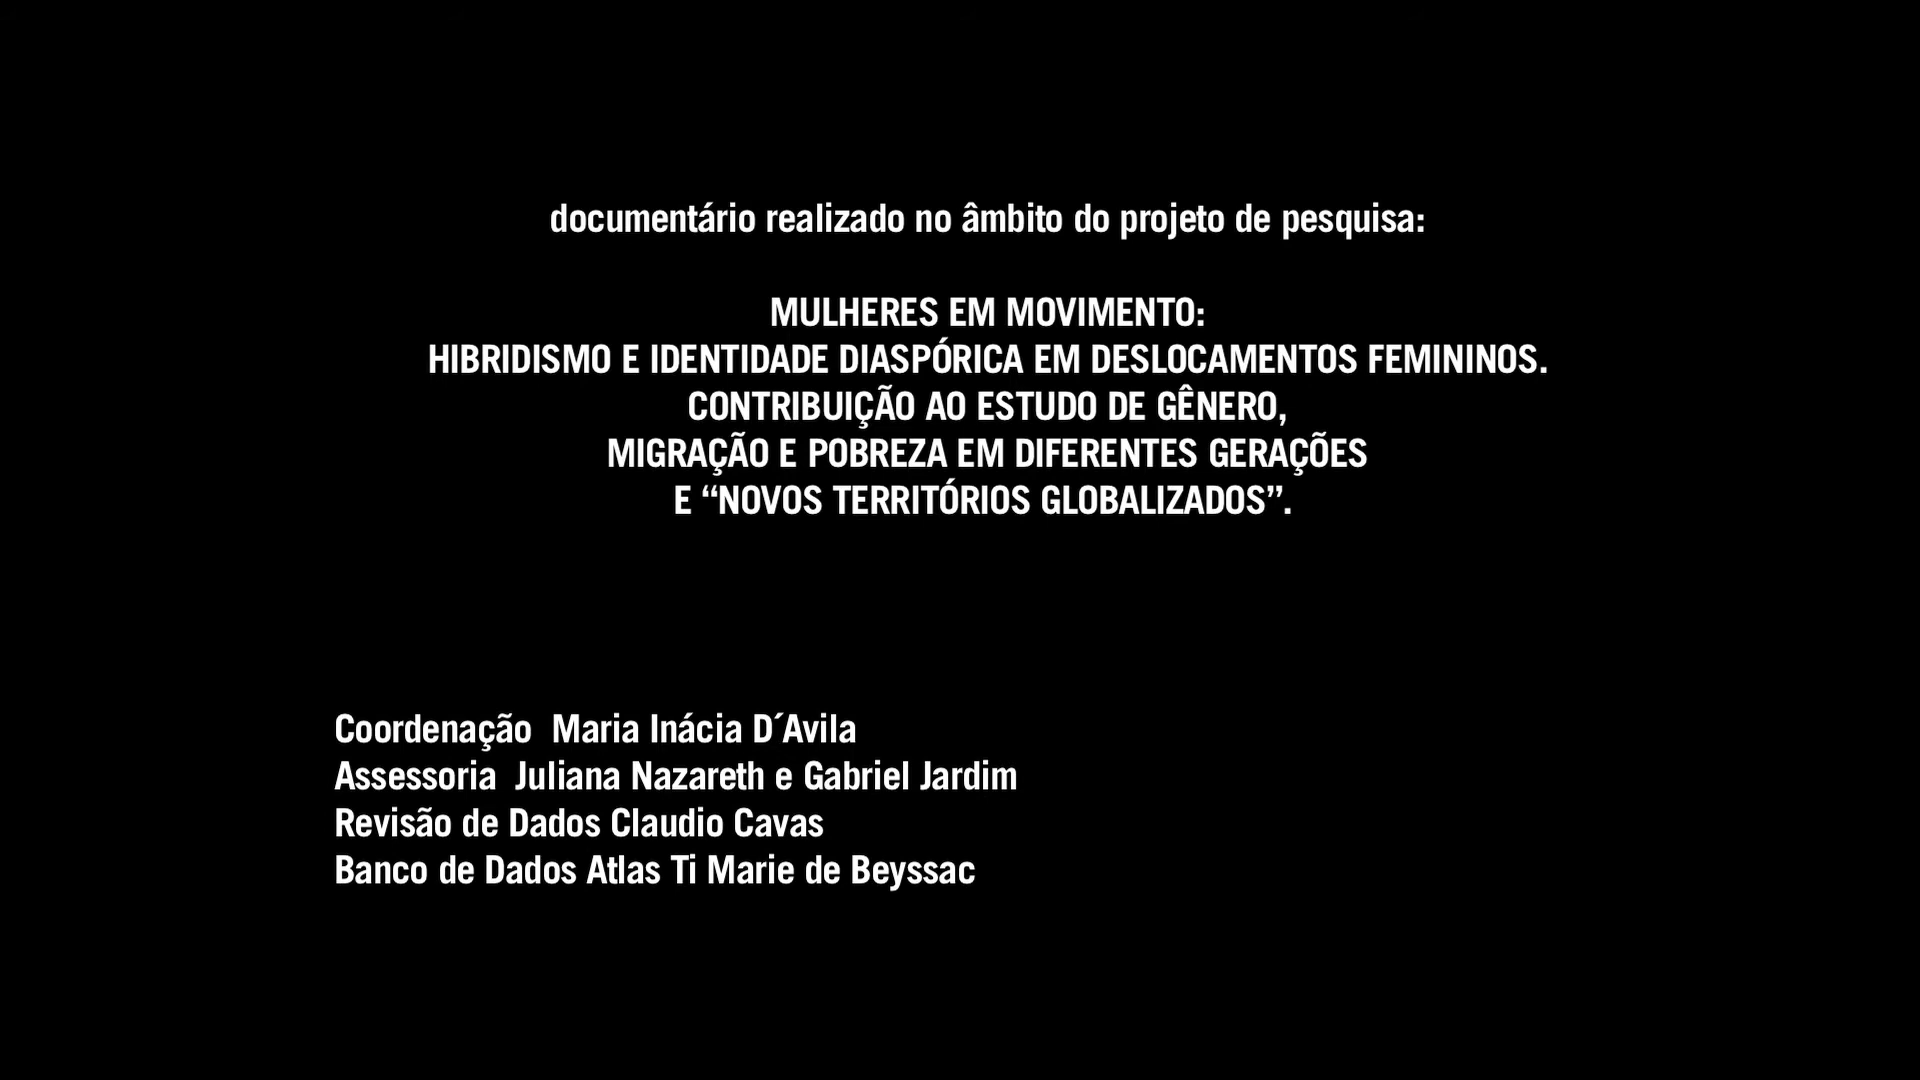 documentário realizado no âmbito do projeto de pesquisa:
MULHERES EM MOVIMENTO:
HIBRIDISMO E IDENTIDADE DIASPÓRICA EM DESLOCAMENTOS FEMININOS.
CONTRIBUIÇÃO AO ESTUDO DE GÊNERO,
MIGRAÇÃO E POBREZA EM DIFERENTES GERAÇÕES
E “NOVOS TERRITÓRIOS GLOBALIZADOS”.
Coordenação  Maria Inácia D´Avila
Assessoria  Juliana Nazareth e Gabriel Jardim
Revisão de Dados Claudio Cavas
Banco de Dados Atlas Ti Marie de Beyssac